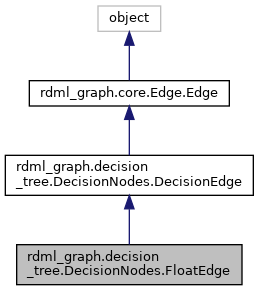 object
rdml_graph.core.Edge.Edge
rdml_graph.decision
_tree.DecisionNodes.DecisionEdge
rdml_graph.decision
_tree.DecisionNodes.FloatEdge